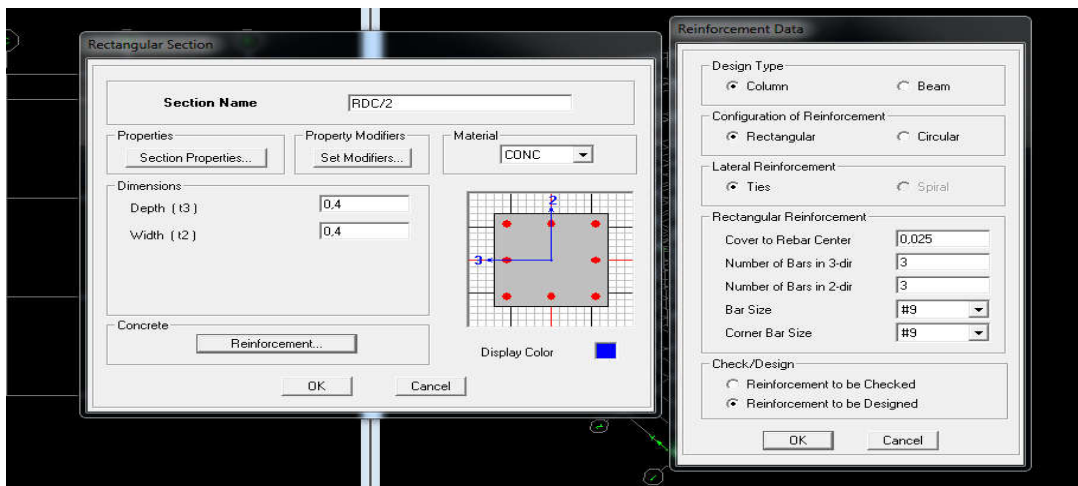 Rectangular Section
Section Name RDC/2
Properties
Section Properties...
Property Modifiers
Set Modifiers...
Material
CONC
Dimensions
Depth ( t3 ) 0,4
Width ( t2 ) 0,4
2
3
Concrete
Reinforcement...
Display Color
OK Cancel
Reinforcement Data
Design Type
Column Beam
Configuration of Reinforcement
Rectangular Circular
Lateral Reinforcement
Ties Spiral
Rectangular Reinforcement
Cover to Rebar Center 0,025
Number of Bars in 3-dir 3
Number of Bars in 2-dir 3
Bar Size #9
Corner Bar Size #9
Check/Design
Reinforcement to be Checked
Reinforcement to be Designed
OK Cancel